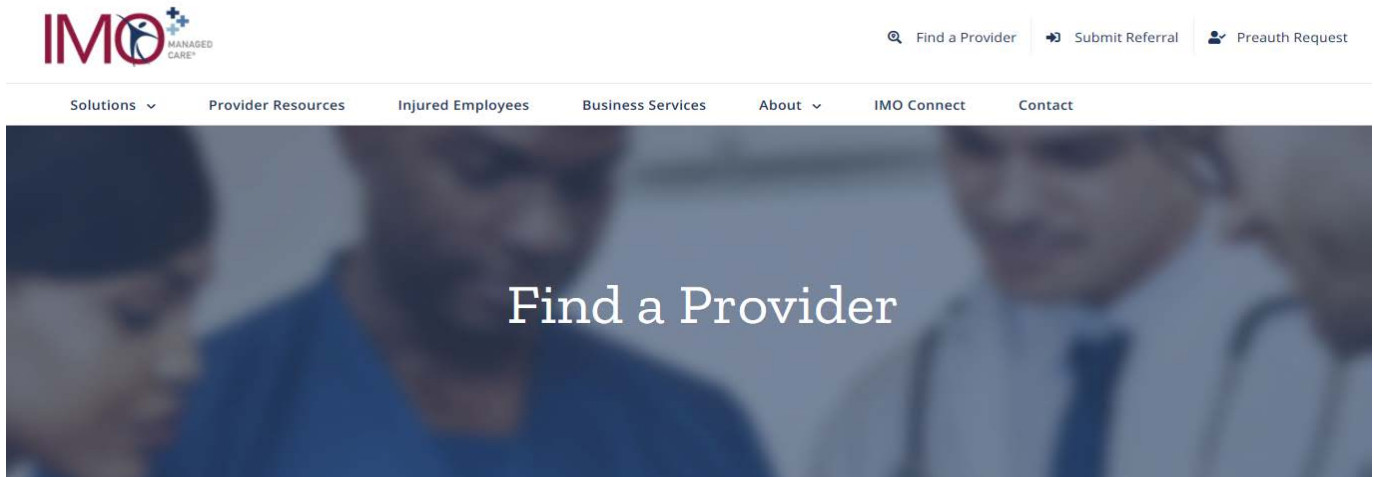 IMO
MANAGED
CARE®
Find a Provider
Submit Referral
Preauth Request
Solutions
Provider Resources
Injured Employees
Business Services
About
IMO Connect
Contact
Find a Provider